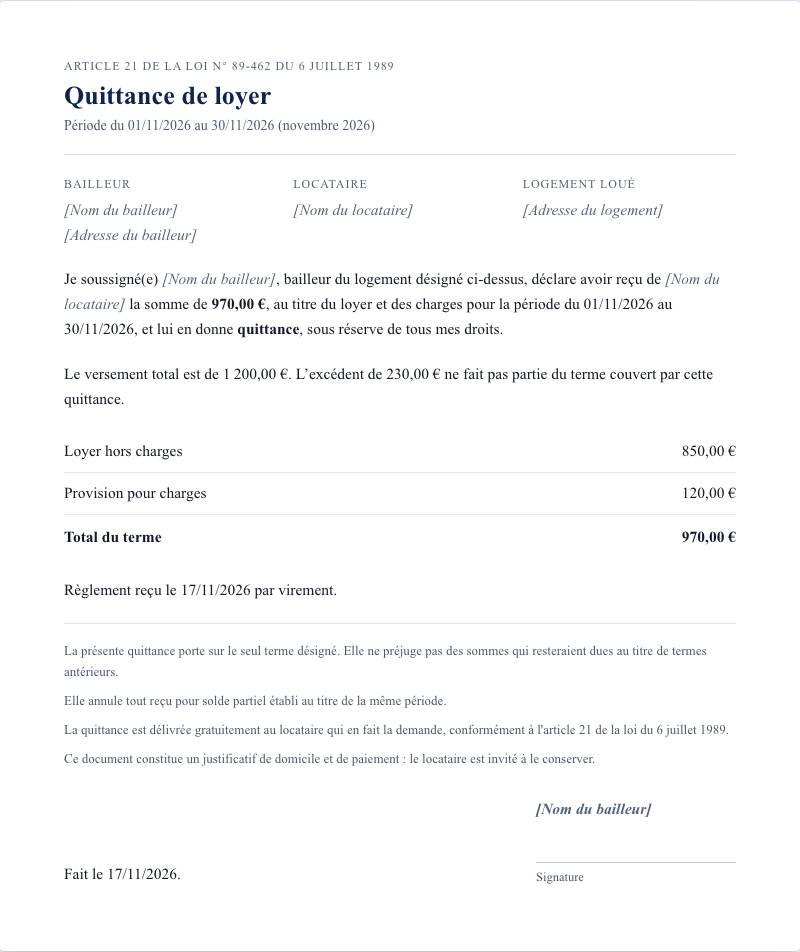 ARTICLE 21 DE LA LOI N° 89-462 DU 6 JUILLET 1989
Quittance de loyer
Période du 01/11/2026 au 30/11/2026 (novembre 2026)
BAILLEUR
[Nom du bailleur]
[Adresse du bailleur]
LOCATAIRE
[Nom du locataire]
LOGEMENT LOUÉ
[Adresse du logement]
Je soussigné(e) [Nom du bailleur], bailleur du logement désigné ci-dessus, déclare avoir reçu de [Nom du
locataire] la somme de 970,00 €, au titre du loyer et des charges pour la période du 01/11/2026 au
30/11/2026, et lui en donne quittance, sous réserve de tous mes droits.
Le versement total est de 1 200,00 €. L’excédent de 230,00 € ne fait pas partie du terme couvert par cette
quittance.
Loyer hors charges 850,00 €
Provision pour charges 120,00 €
Total du terme 970,00 €
Règlement reçu le 17/11/2026 par virement.
La présente quittance porte sur le seul terme désigné. Elle ne préjuge pas des sommes qui resteraient dues au titre de termes
antérieurs.
Elle annule tout reçu pour solde partiel établi au titre de la même période.
La quittance est délivrée gratuitement au locataire qui en fait la demande, conformément à l'article 21 de la loi du 6 juillet 1989.
Ce document constitue un justificatif de domicile et de paiement : le locataire est invité à le conserver.
[Nom du bailleur]
Fait le 17/11/2026.
Signature